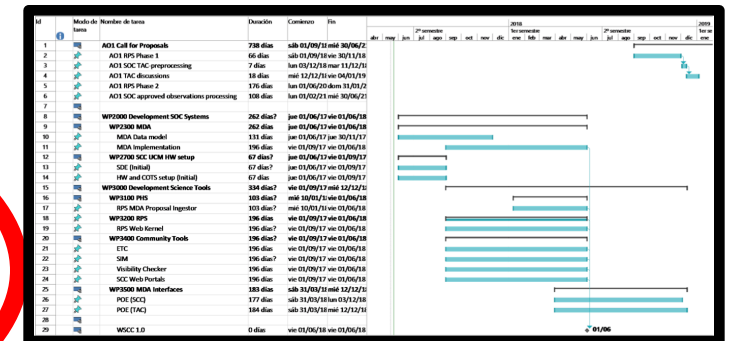 Id Modo de Nombre de tarea Duración Comienzo Fin 2018 2019
tarea 2º semestre 1er semestre 2º semestre 1er se
abr may jun jul ago sep oct nov dic ene feb mar abr may jun jul ago sep oct nov dic ene
1 AO1 Call for Proposals 738 días sáb 01/09/18 mié 30/06/2
2 AO1 RPS Phase 1 66 días sáb 01/09/18 vie 30/11/18
3 AO1 SOC TAC-preprocessing 7 días lun 03/12/18 mar 11/12/18
4 AO1 TAC discussions 18 días mié 12/12/18 vie 04/01/19
5 AO1 RPS Phase 2 176 días lun 01/06/20 dom 31/01/2
6 AO1 SOC approved observations processing 108 días lun 01/02/21 mié 30/06/21
7
8 WP2000 Development SOC Systems 262 días? jue 01/06/17 vie 01/06/18
9 WP2300 MDA 262 días jue 01/06/17 vie 01/06/18
10 MDA Data model 131 días jue 01/06/17 jue 30/11/17
11 MDA Implementation 196 días vie 01/09/17 vie 01/06/18
12 WP2700 SCC UCM HW setup 67 días? jue 01/06/17 vie 01/09/17
13 SDE (Initial) 67 días? jue 01/06/17 vie 01/09/17
14 HW and COTS setup (Initial) 67 días jue 01/06/17 vie 01/09/17
15 WP3000 Development Science Tools 334 días? vie 01/09/17 mié 12/12/18
16 WP3100 PHS 103 días? mié 10/01/18 vie 01/06/18
17 RPS MDA Proposal Ingestor 103 días? mié 10/01/18 vie 01/06/18
18 WP3200 RPS 196 días vie 01/09/17 vie 01/06/18
19 RPS Web Kernel 196 días vie 01/09/17 vie 01/06/18
20 WP3400 Community Tools 196 días? vie 01/09/17 vie 01/06/18
21 ETC 196 días vie 01/09/17 vie 01/06/18
22 SIM 196 días? vie 01/09/17 vie 01/06/18
23 Visibility Checker 196 días vie 01/09/17 vie 01/06/18
24 SCC Web Portals 196 días vie 01/09/17 vie 01/06/18
25 WP3500 MDA Interfaces 183 días sáb 31/03/18 mié 12/12/18
26 POE (SCC) 177 días sáb 31/03/18 lun 03/12/18
27 POE (TAC) 184 días sáb 31/03/18 mié 12/12/18
28
29 WSCC 1.0 0 días vie 01/06/18 vie 01/06/18 01/06